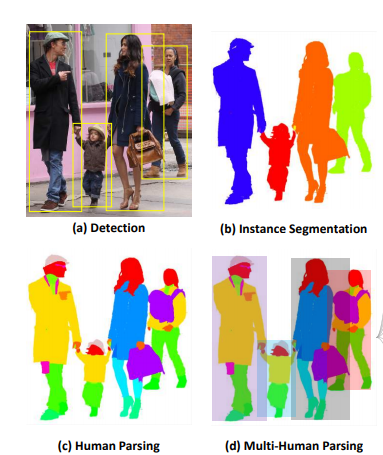 (a) Detection
(b) Instance Segmentation
(c) Human Parsing
(d) Multi-Human Parsing